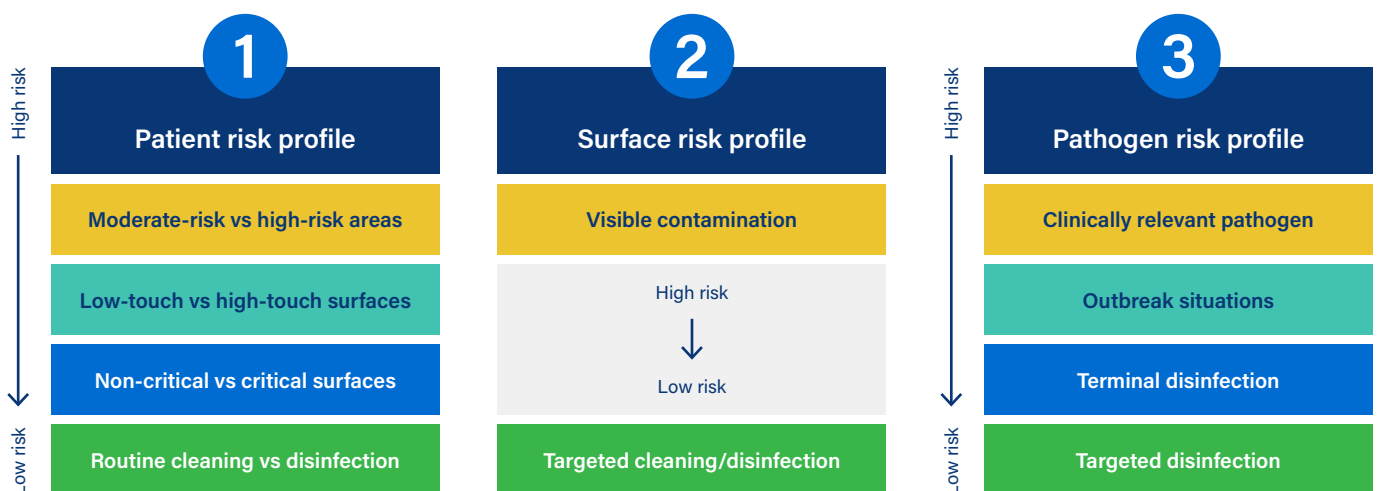 1
Patient risk profile
High risk
Moderate-risk vs high-risk areas
Low-touch vs high-touch surfaces
Non-critical vs critical surfaces
Routine cleaning vs disinfection
Low risk
2
Surface risk profile
Visible contamination
High risk
Low risk
Targeted cleaning/disinfection
3
Pathogen risk profile
High risk
Clinically relevant pathogen
Outbreak situations
Terminal disinfection
Targeted disinfection
Low risk